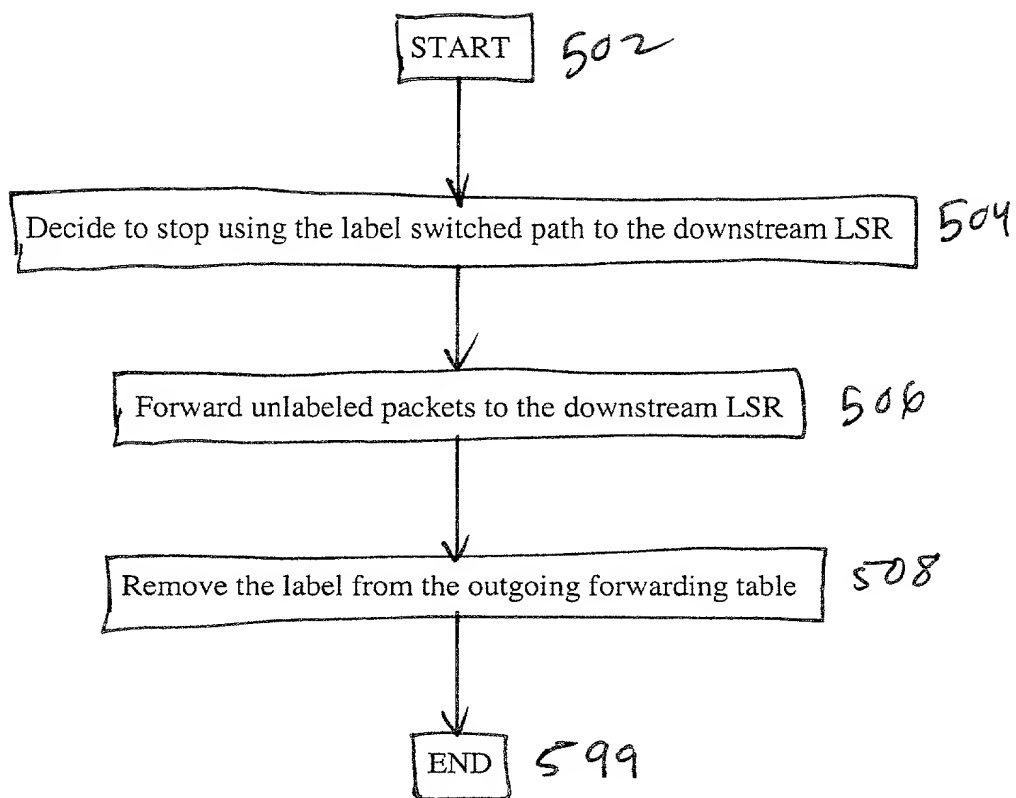 START 502
Decide to stop using the label switched path to the downstream LSR 504
Forward unlabeled packets to the downstream LSR 506
Remove the label from the outgoing forwarding table 508
END 599